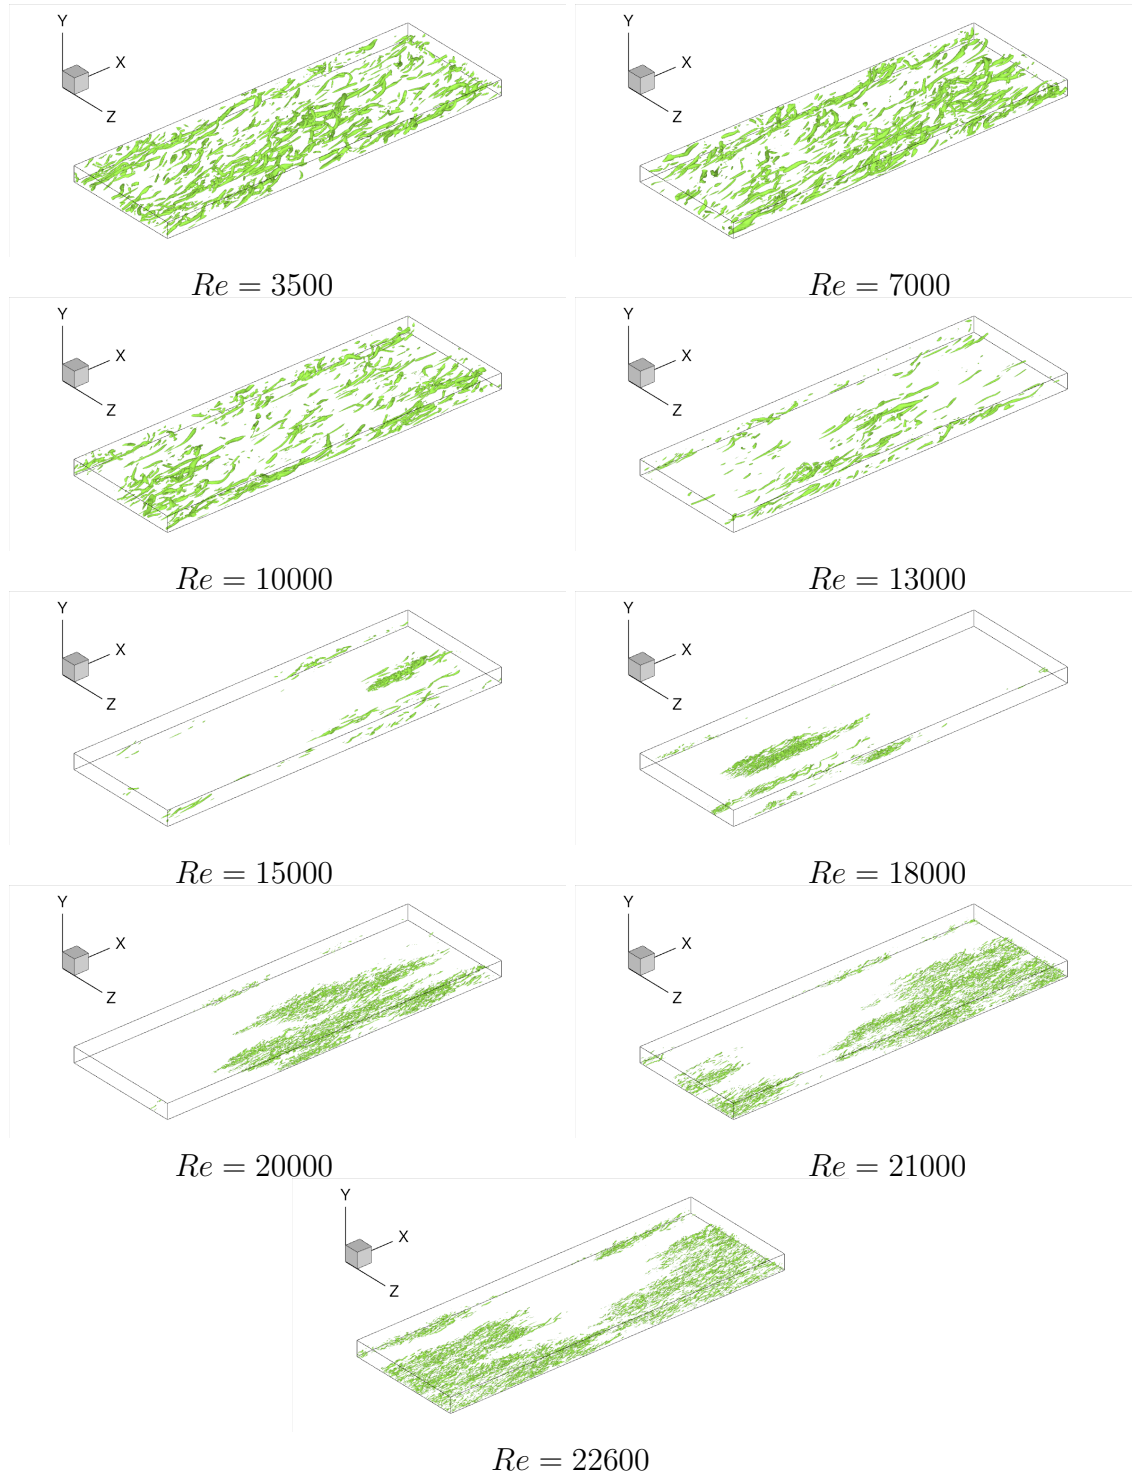 Y
X
Z
Y
X
Z
Re = 3500
Re = 7000
Y
X
Z
Y
X
Z
Re = 10000
Re = 13000
Y
X
Z
Y
X
Z
Re = 15000
Re = 18000
Y
X
Z
Y
X
Z
Re = 20000
Re = 21000
Y
X
Z
Re = 22600